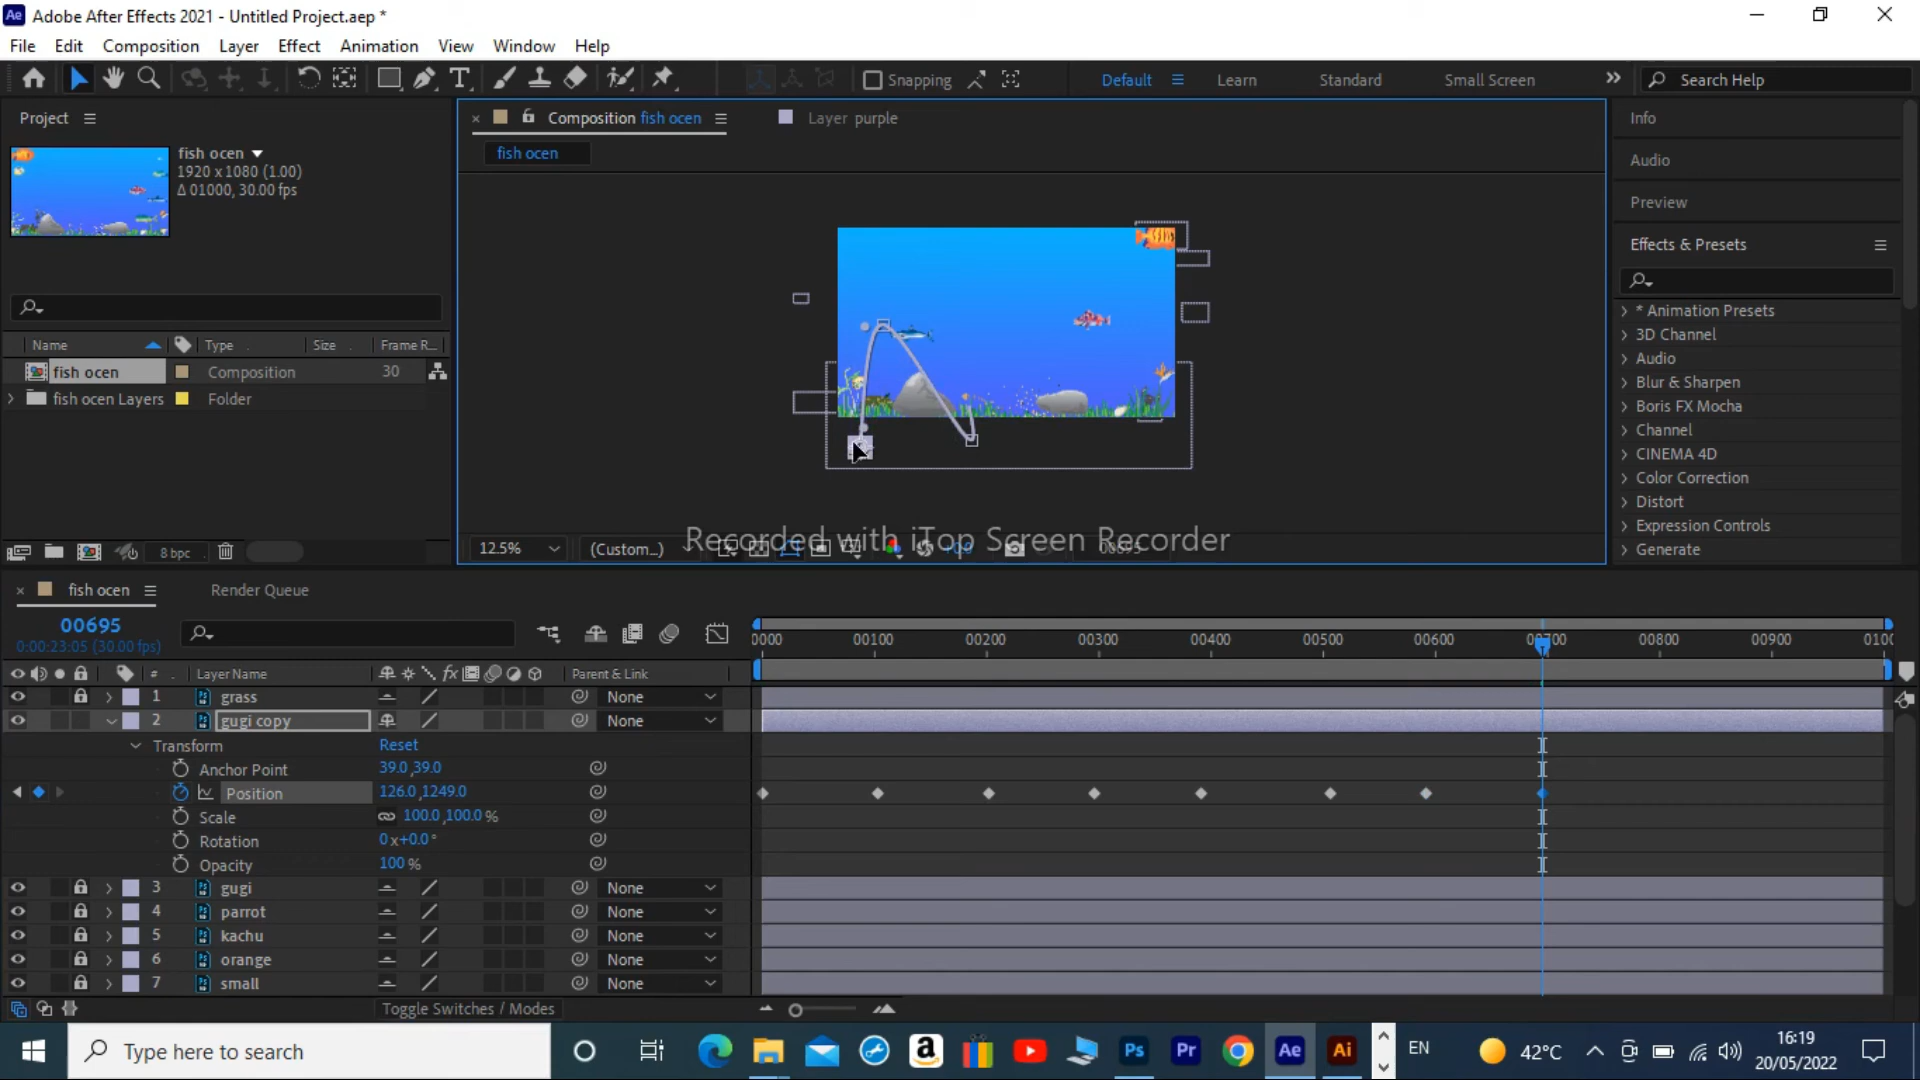 Adobe After Effects 2021 - Untitled Project.aep *
File Edit Composition Layer Effect Animation View Window Help
Snapping
Default
Learn
Standard
Small Screen
Search Help
Project
fish ocen
1920 x 1080 (1.00)
Δ 01000, 30.00 fps
Name Type Size Frame R...
fish ocen Composition 30
fish ocen Layers Folder
8 bpc
Composition fish ocen
Layer purple
fish ocen
12.5%
(Custom...)
+0.0
00695
Recorded with iTop Screen Recorder
Info
Audio
Preview
Effects & Presets
* Animation Presets
3D Channel
Audio
Blur & Sharpen
Boris FX Mocha
Channel
CINEMA 4D
Color Correction
Distort
Expression Controls
Generate
fish ocen
Render Queue
00695
0:00:23:05 (30.00 fps)
# Layer Name Parent & Link
1 grass None
2 gugi copy None
Transform Reset
Anchor Point 39.0,39.0
Position 126.0,1249.0
Scale 100.0,100.0 %
Rotation 0x+0.0°
Opacity 100 %
3 gugi None
4 parrot None
5 kachu None
6 orange None
7 small None
Toggle Switches / Modes
0000 00100 00200 00300 00400 00500 00600 00700 00800 00900 0100
Type here to search
Ps
Pr
Ae
Ai
EN
42°C
16:19
20/05/2022